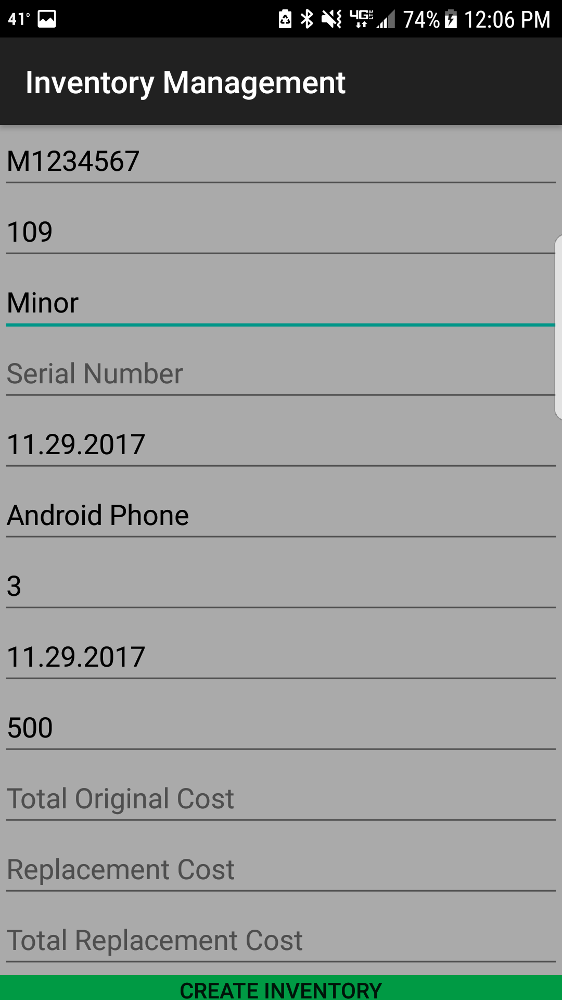 41° 4G LTE 74% 12:06 PM
Inventory Management
M1234567
109
Minor
Serial Number
11.29.2017
Android Phone
3
11.29.2017
500
Total Original Cost
Replacement Cost
Total Replacement Cost
CREATE INVENTORY